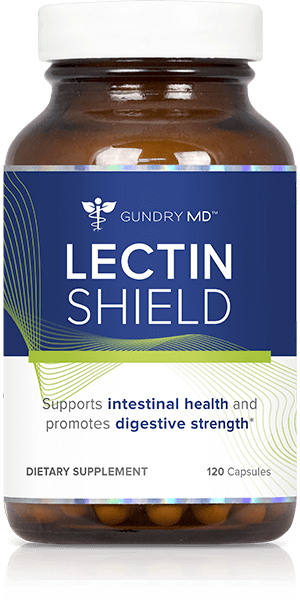 GUNDRY MD™
LECTIN
SHIELD
Supports intestinal health and
promotes digestive strength*
DIETARY SUPPLEMENT 120 Capsules